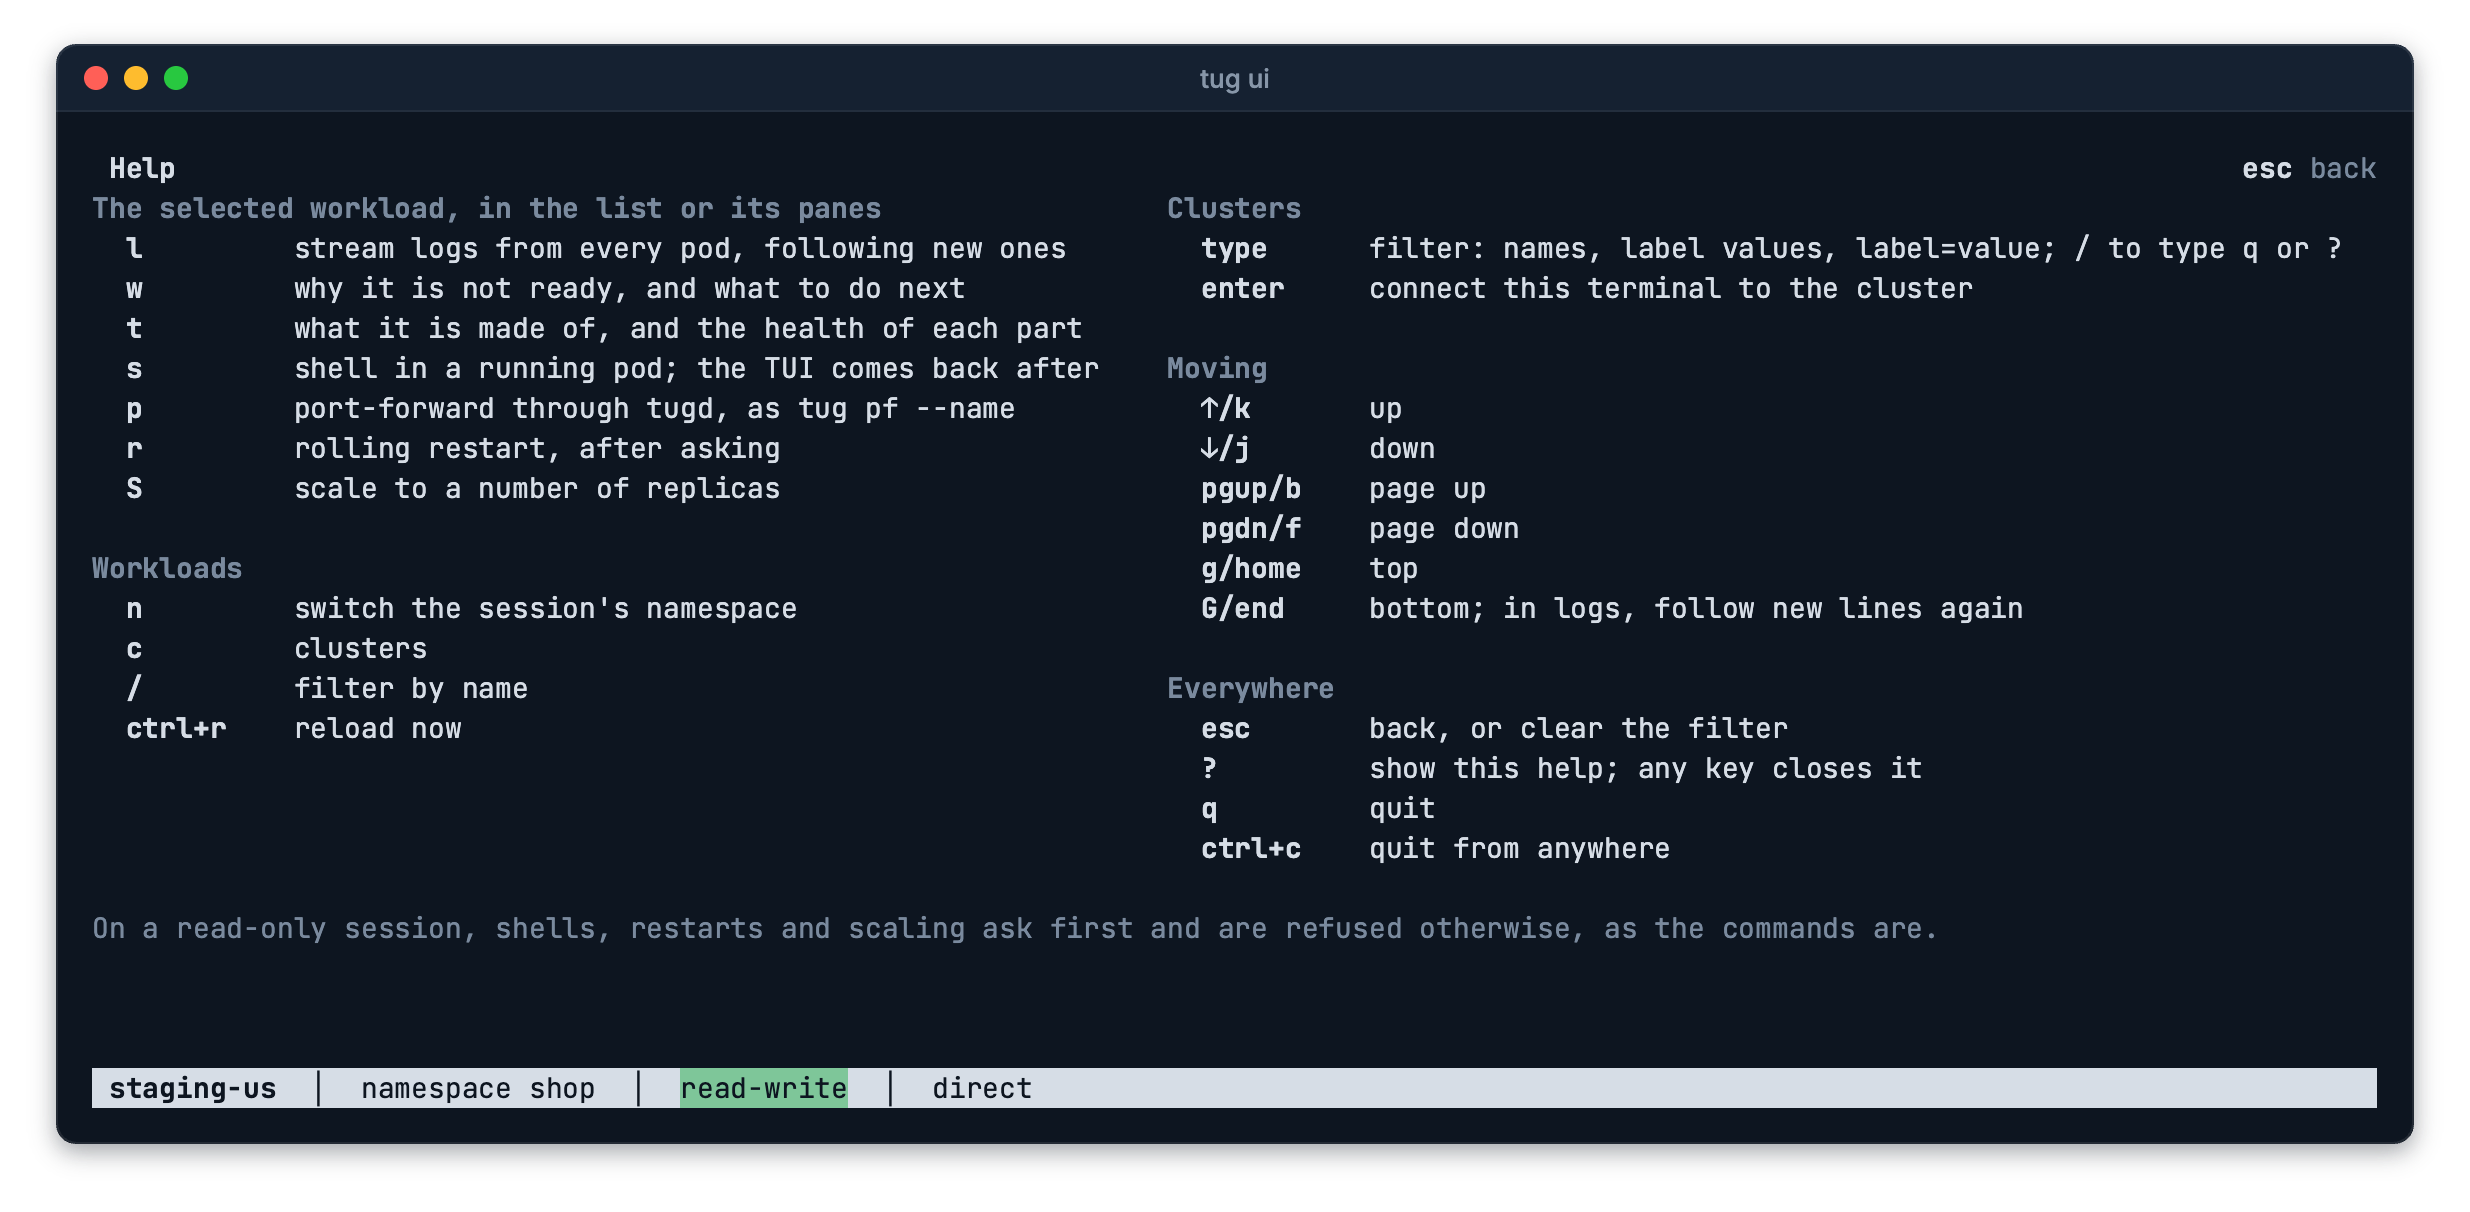 tug ui
Help
esc back
The selected workload, in the list or its panes
l stream logs from every pod, following new ones
w why it is not ready, and what to do next
t what it is made of, and the health of each part
s shell in a running pod; the TUI comes back after
p port-forward through tugd, as tug pf --name
r rolling restart, after asking
S scale to a number of replicas
Workloads
n switch the session's namespace
c clusters
/ filter by name
ctrl+r reload now
Clusters
type filter: names, label values, label=value; / to type q or ?
enter connect this terminal to the cluster
Moving
↑/k up
↓/j down
pgup/b page up
pgdn/f page down
g/home top
G/end bottom; in logs, follow new lines again
Everywhere
esc back, or clear the filter
? show this help; any key closes it
q quit
ctrl+c quit from anywhere
On a read-only session, shells, restarts and scaling ask first and are refused otherwise, as the commands are.
staging-us │ namespace shop │ read-write │ direct